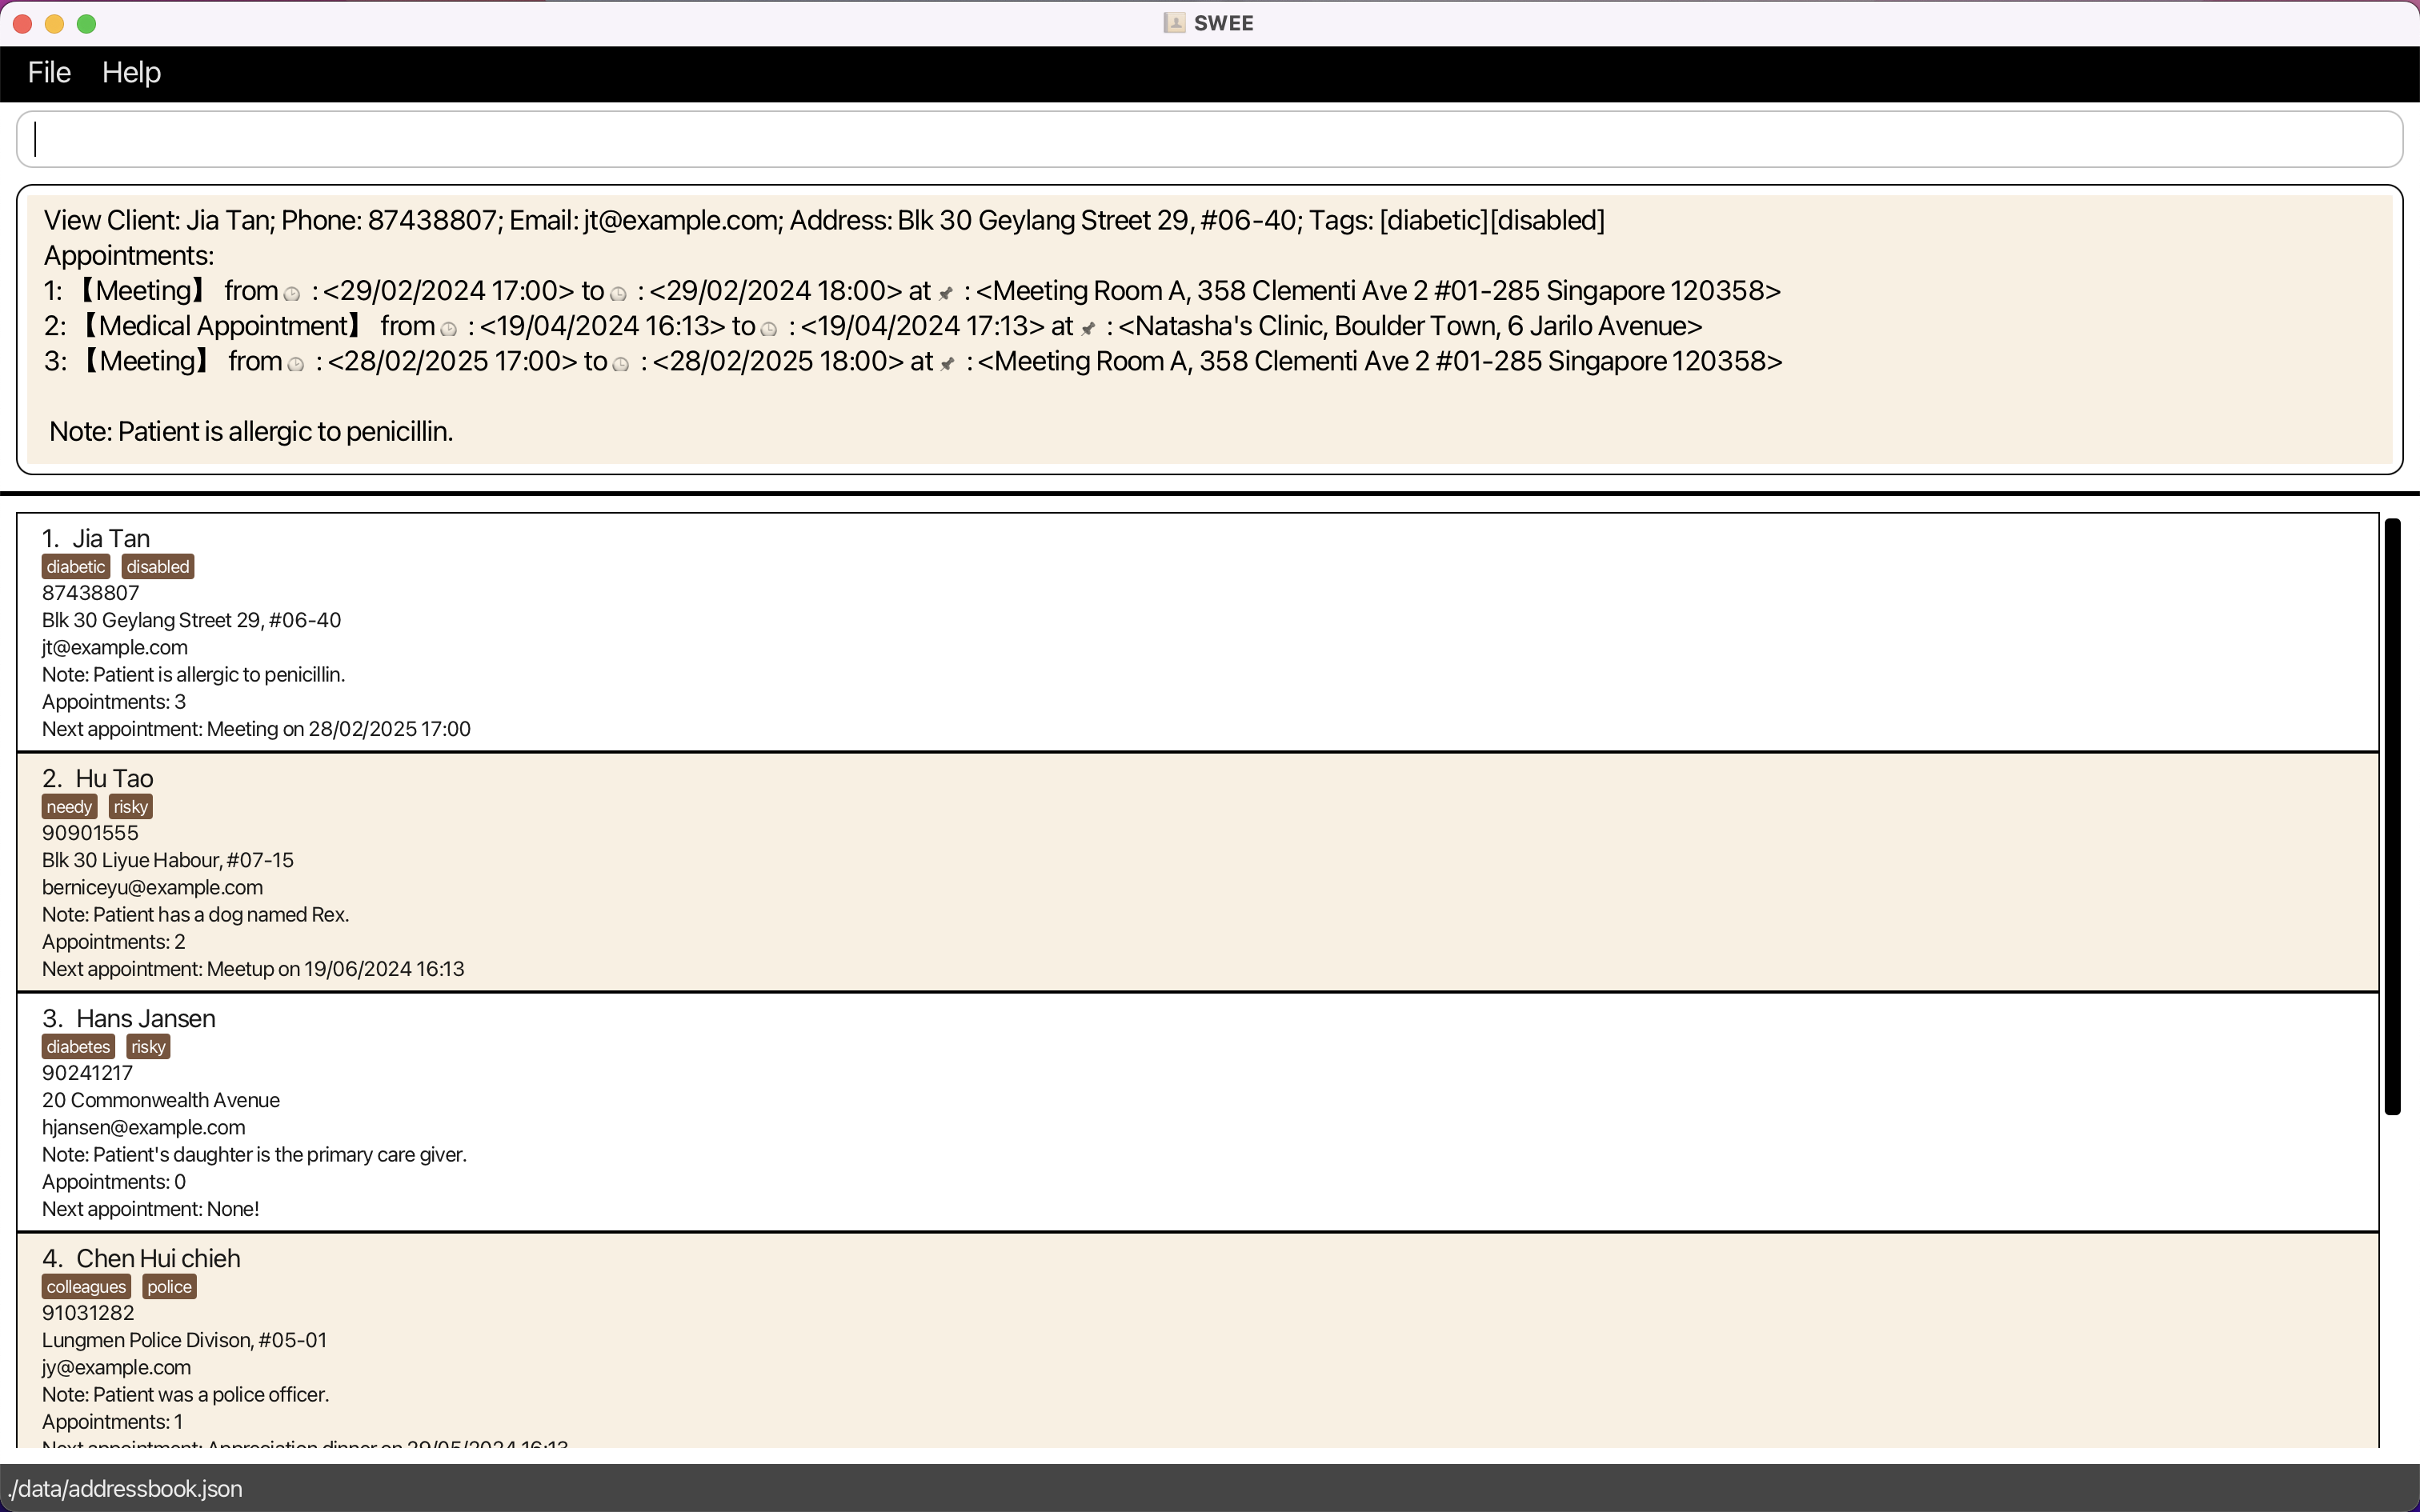 SWEE
File Help
View Client: Jia Tan; Phone: 87438807; Email: jt@example.com; Address: Blk 30 Geylang Street 29, #06-40; Tags: [diabetic][disabled]
Appointments:
1: 【Meeting】 from🕒 : <29/02/2024 17:00> to🕒 : <29/02/2024 18:00> at📌 : <Meeting Room A, 358 Clementi Ave 2 #01-285 Singapore 120358>
2: 【Medical Appointment】 from🕒 : <19/04/2024 16:13> to🕒 : <19/04/2024 17:13> at📌 : <Natasha's Clinic, Boulder Town, 6 Jarilo Avenue>
3: 【Meeting】 from🕒 : <28/02/2025 17:00> to🕒 : <28/02/2025 18:00> at📌 : <Meeting Room A, 358 Clementi Ave 2 #01-285 Singapore 120358>
Note: Patient is allergic to penicillin.
1. Jia Tan
diabetic disabled
87438807
Blk 30 Geylang Street 29, #06-40
jt@example.com
Note: Patient is allergic to penicillin.
Appointments: 3
Next appointment: Meeting on 28/02/2025 17:00
2. Hu Tao
needy risky
90901555
Blk 30 Liyue Habour, #07-15
berniceyu@example.com
Note: Patient has a dog named Rex.
Appointments: 2
Next appointment: Meetup on 19/06/2024 16:13
3. Hans Jansen
diabetes risky
90241217
20 Commonwealth Avenue
hjansen@example.com
Note: Patient's daughter is the primary care giver.
Appointments: 0
Next appointment: None!
4. Chen Hui chieh
colleagues police
91031282
Lungmen Police Divison, #05-01
jy@example.com
Note: Patient was a police officer.
Appointments: 1
Next appointment: Appreciation dinner on 29/05/2024 16:13
./data/addressbook.json